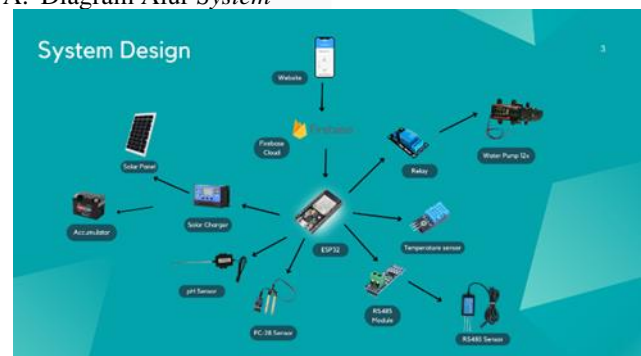 A. Diagram Alur System
System Design
3
Website
Firebase
Cloud
Firebase
Relay
Water Pump 12v
Solar Panel
Accumulator
Solar Charger
ESP32
Temperature sensor
pH Sensor
FC-28 Sensor
RS485
Module
RS485 Sensor